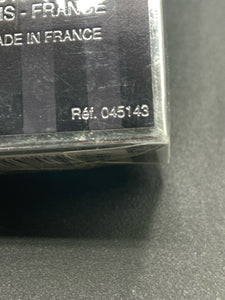 IS - FRANCE
ADE IN FRANCE
Réf. 045143